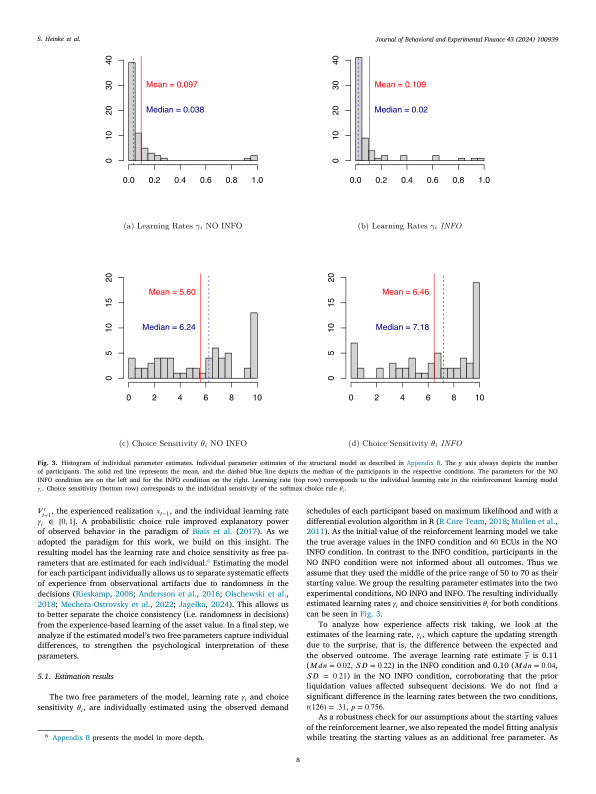 S. Heinke et al.
Journal of Behavioral and Experimental Finance 43 (2024) 100939
40
30
20
10
0
Mean = 0.097
Median = 0.038
0.0 0.2 0.4 0.6 0.8 1.0
(a) Learning Rates γi NO INFO
40
30
20
10
0
Mean = 0.109
Median = 0.02
0.0 0.2 0.4 0.6 0.8 1.0
(b) Learning Rates γi INFO
20
15
10
5
0
Mean = 5.60
Median = 6.24
0 2 4 6 8 10
(c) Choice Sensitivity θi NO INFO
20
15
10
5
0
Mean = 6.46
Median = 7.18
0 2 4 6 8 10
(d) Choice Sensitivity θi INFO
Fig. 3. Histogram of individual parameter estimates. Individual parameter estimates of the structural model as described in Appendix B. The y axis always depicts the number
of participants. The solid red line represents the mean, and the dashed blue line depicts the median of the participants in the respective conditions. The parameters for the NO
INFO condition are on the left and for the INFO condition on the right. Learning rate (top row) corresponds to the individual learning rate in the reinforcement learning model
γi. Choice sensitivity (bottom row) corresponds to the individual sensitivity of the softmax choice rule θi.
V^i_{t−1}, the experienced realization x_{t−1}, and the individual learning rate
γi ∈ [0, 1]. A probabilistic choice rule improved explanatory power
of observed behavior in the paradigm of Biais et al. (2017). As we
adopted the paradigm for this work, we build on this insight. The
resulting model has the learning rate and choice sensitivity as free pa-
rameters that are estimated for each individual.6 Estimating the model
for each participant individually allows us to separate systematic effects
of experience from observational artifacts due to randomness in the
decisions (Rieskamp, 2008; Andersson et al., 2016; Olschewski et al.,
2018; Mechera-Ostrovsky et al., 2022; Jagelka, 2024). This allows us
to better separate the choice consistency (i.e. randomness in decisions)
from the experience-based learning of the asset value. In a final step, we
analyze if the estimated model's two free parameters capture individual
differences, to strengthen the psychological interpretation of these
parameters.
5.1. Estimation results
The two free parameters of the model, learning rate γi and choice
sensitivity θi, are individually estimated using the observed demand
6 Appendix B presents the model in more depth.
schedules of each participant based on maximum likelihood and with a
differential evolution algorithm in R (R Core Team, 2018; Mullen et al.,
2011). As the initial value of the reinforcement learning model we take
the true average values in the INFO condition and 60 ECUs in the NO
INFO condition. In contrast to the INFO condition, participants in the
NO INFO condition were not informed about all outcomes. Thus we
assume that they used the middle of the price range of 50 to 70 as their
starting value. We group the resulting parameter estimates into the two
experimental conditions, NO INFO and INFO. The resulting individually
estimated learning rates γi and choice sensitivities θi for both conditions
can be seen in Fig. 3.
To analyze how experience affects risk taking, we look at the
estimates of the learning rate, γi, which capture the updating strength
due to the surprise, that is, the difference between the expected and
the observed outcome. The average learning rate estimate γ̄ is 0.11
(Mdn = 0.02, SD = 0.22) in the INFO condition and 0.10 (Mdn = 0.04,
SD = 0.21) in the NO INFO condition, corroborating that the prior
liquidation values affected subsequent decisions. We do not find a
significant difference in the learning rates between the two conditions,
t(126) = .31, p = 0.756.
As a robustness check for our assumptions about the starting values
of the reinforcement learner, we also repeated the model fitting analysis
while treating the starting values as an additional free parameter. As
8